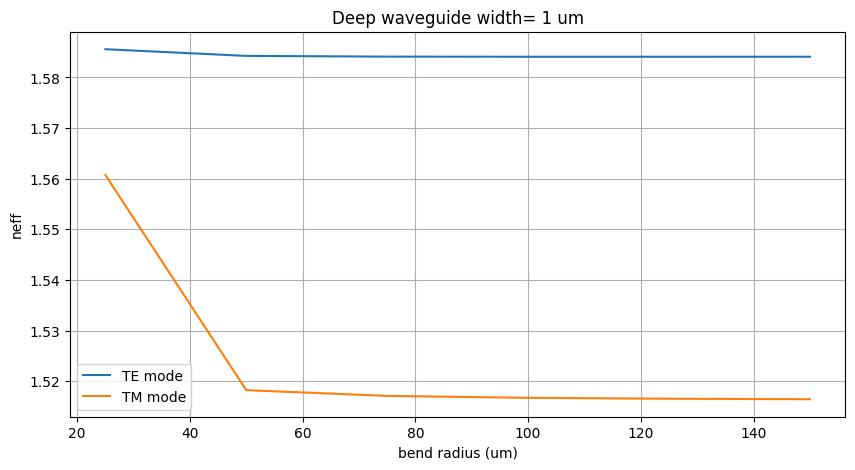 Deep waveguide width= 1 um
1.58
1.57
1.56
1.55
1.54
1.53
1.52
neff
TE mode
TM mode
20 40 60 80 100 120 140
bend radius (um)